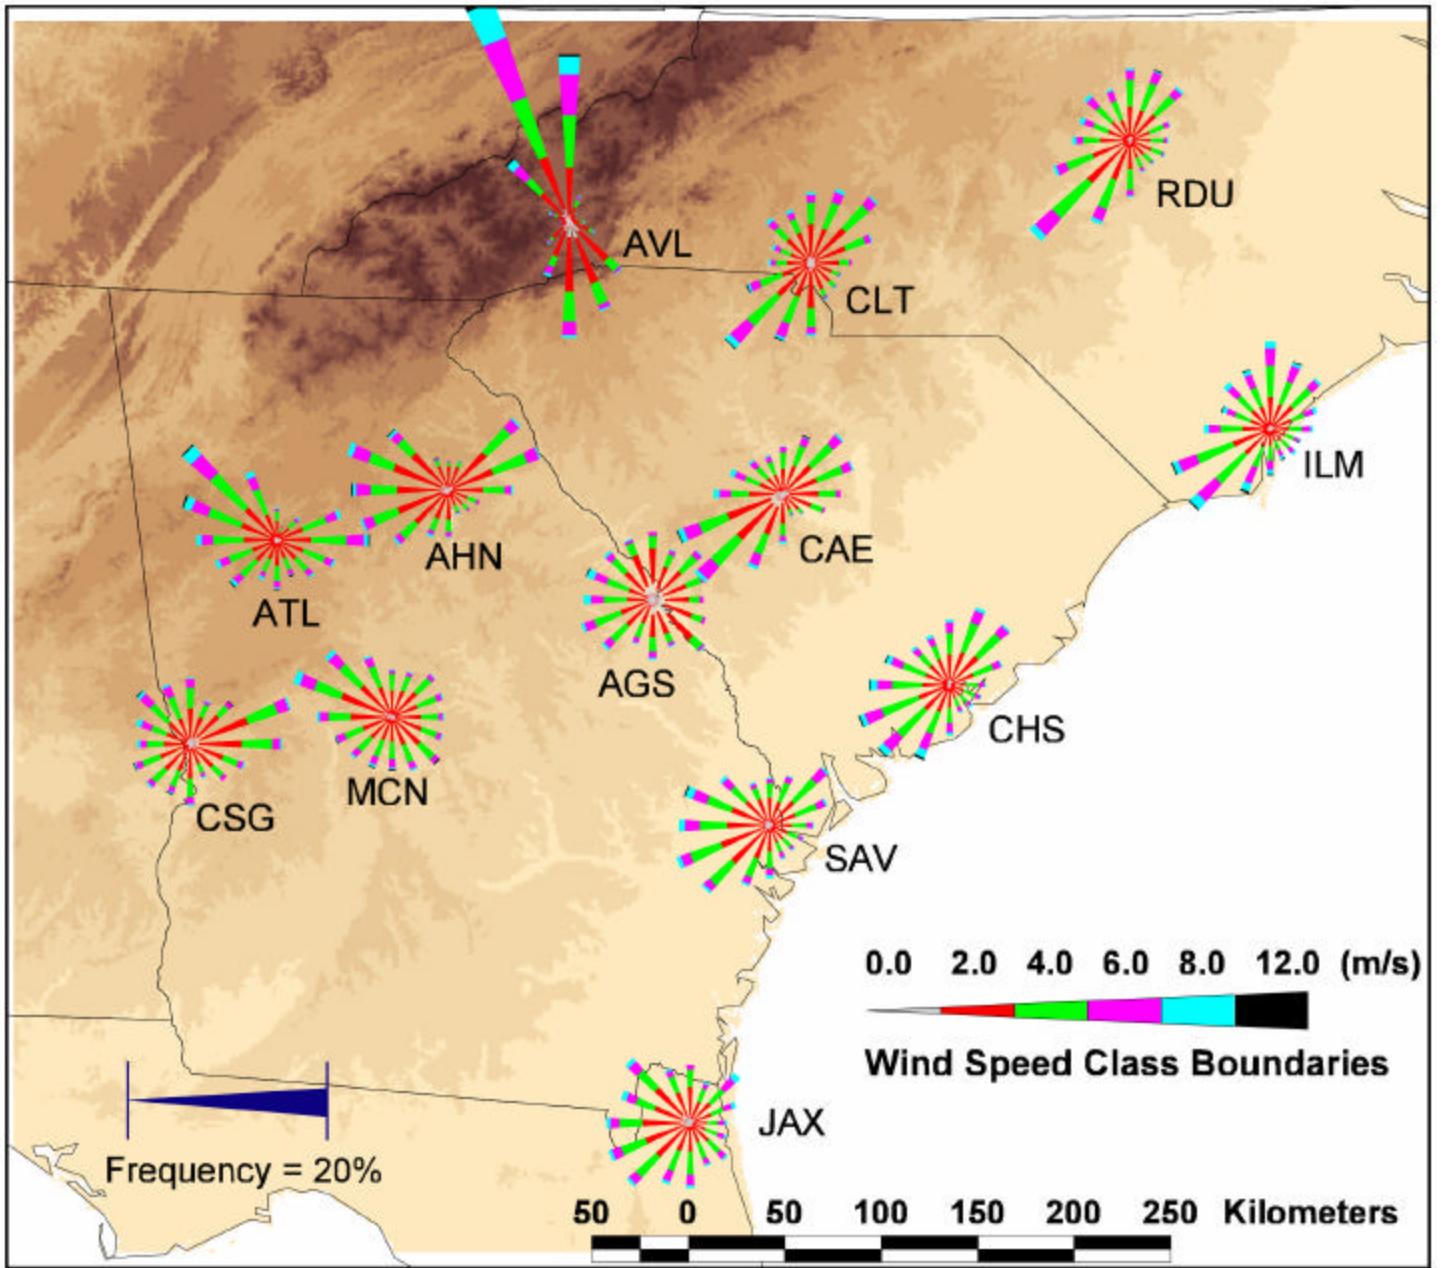 RDU
AVL
CLT
ILM
AHN
CAE
ATL
AGS
CHS
MCN
CSG
SAV
0.0 2.0 4.0 6.0 8.0 12.0 (m/s)
Wind Speed Class Boundaries
JAX
Frequency = 20%
50 0 50 100 150 200 250 Kilometers